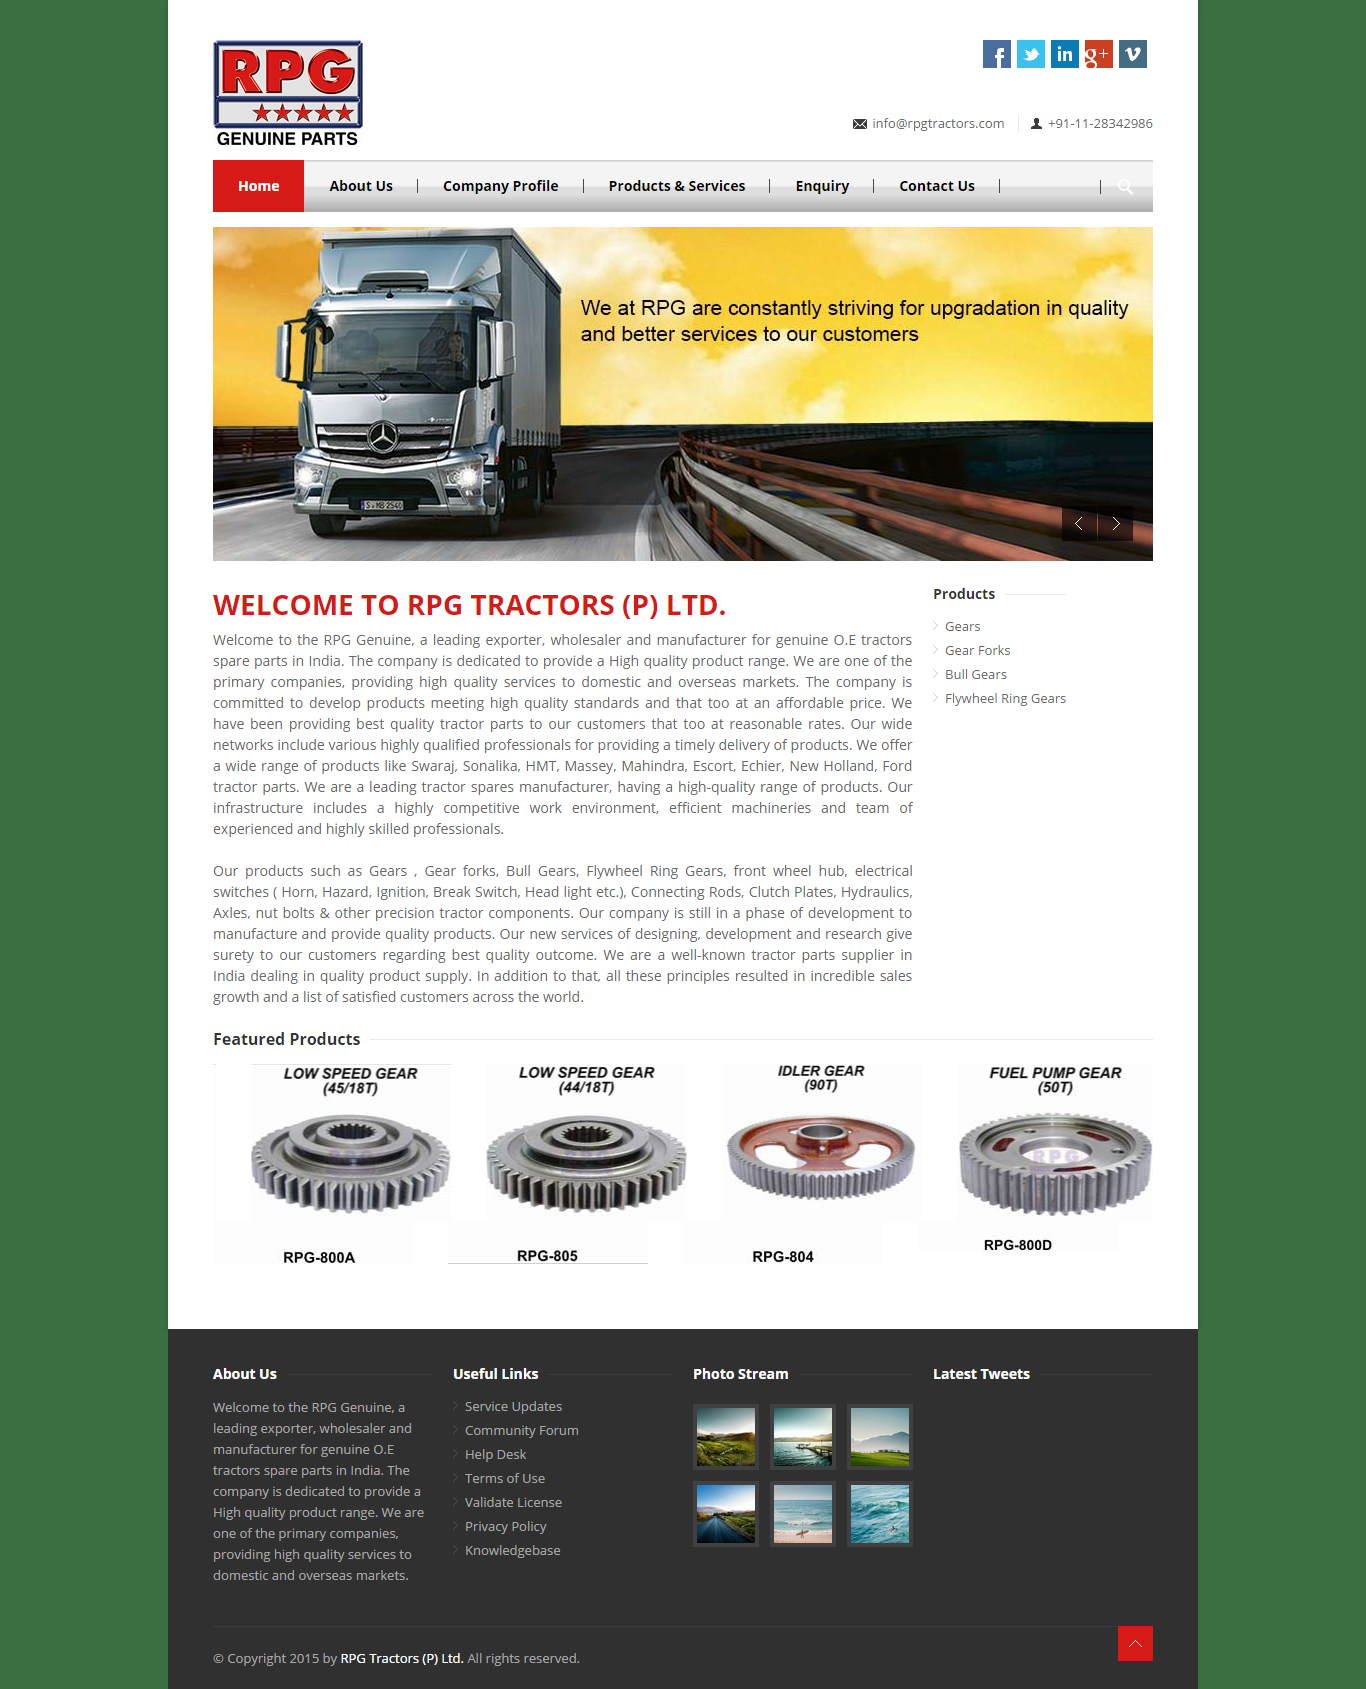 RPG
GENUINE PARTS
info@rpgtractors.com
+91-11-28342986
Home
About Us
Company Profile
Products & Services
Enquiry
Contact Us
We at RPG are constantly striving for upgradation in quality
and better services to our customers
S·MB 2540
WELCOME TO RPG TRACTORS (P) LTD.
Welcome to the RPG Genuine, a leading exporter, wholesaler and manufacturer for genuine O.E tractors
spare parts in India. The company is dedicated to provide a High quality product range. We are one of the
primary companies, providing high quality services to domestic and overseas markets. The company is
committed to develop products meeting high quality standards and that too at an affordable price. We
have been providing best quality tractor parts to our customers that too at reasonable rates. Our wide
networks include various highly qualified professionals for providing a timely delivery of products. We offer
a wide range of products like Swaraj, Sonalika, HMT, Massey, Mahindra, Escort, Echier, New Holland, Ford
tractor parts. We are a leading tractor spares manufacturer, having a high-quality range of products. Our
infrastructure includes a highly competitive work environment, efficient machineries and team of
experienced and highly skilled professionals.
Our products such as Gears , Gear forks, Bull Gears, Flywheel Ring Gears, front wheel hub, electrical
switches ( Horn, Hazard, Ignition, Break Switch, Head light etc.), Connecting Rods, Clutch Plates, Hydraulics,
Axles, nut bolts & other precision tractor components. Our company is still in a phase of development to
manufacture and provide quality products. Our new services of designing, development and research give
surety to our customers regarding best quality outcome. We are a well-known tractor parts supplier in
India dealing in quality product supply. In addition to that, all these principles resulted in incredible sales
growth and a list of satisfied customers across the world.
Products
Gears
Gear Forks
Bull Gears
Flywheel Ring Gears
Featured Products
LOW SPEED GEAR
(45/18T)
RPG-800A
LOW SPEED GEAR
(44/18T)
RPG-805
IDLER GEAR
(90T)
RPG-804
FUEL PUMP GEAR
(50T)
RPG
RPG-800D
About Us
Welcome to the RPG Genuine, a
leading exporter, wholesaler and
manufacturer for genuine O.E
tractors spare parts in India. The
company is dedicated to provide a
High quality product range. We are
one of the primary companies,
providing high quality services to
domestic and overseas markets.
Useful Links
Service Updates
Community Forum
Help Desk
Terms of Use
Validate License
Privacy Policy
Knowledgebase
Photo Stream
Latest Tweets
© Copyright 2015 by RPG Tractors (P) Ltd. All rights reserved.